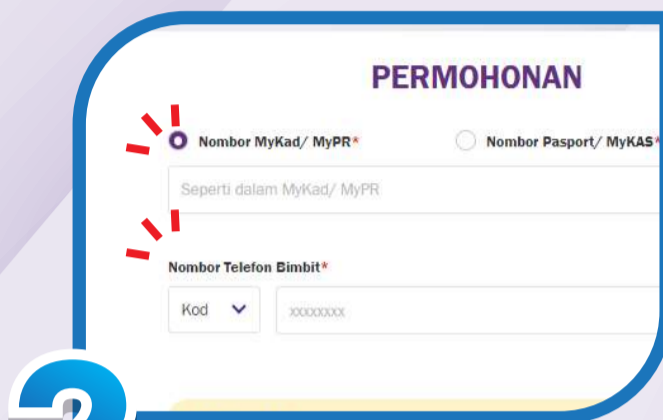 PERMOHONAN
Nombor MyKad/ MyPR* Nombor Pasport/ MyKAS*
Seperti dalam MyKad/ MyPR
Nombor Telefon Bimbit*
Kod xxxxxxxx